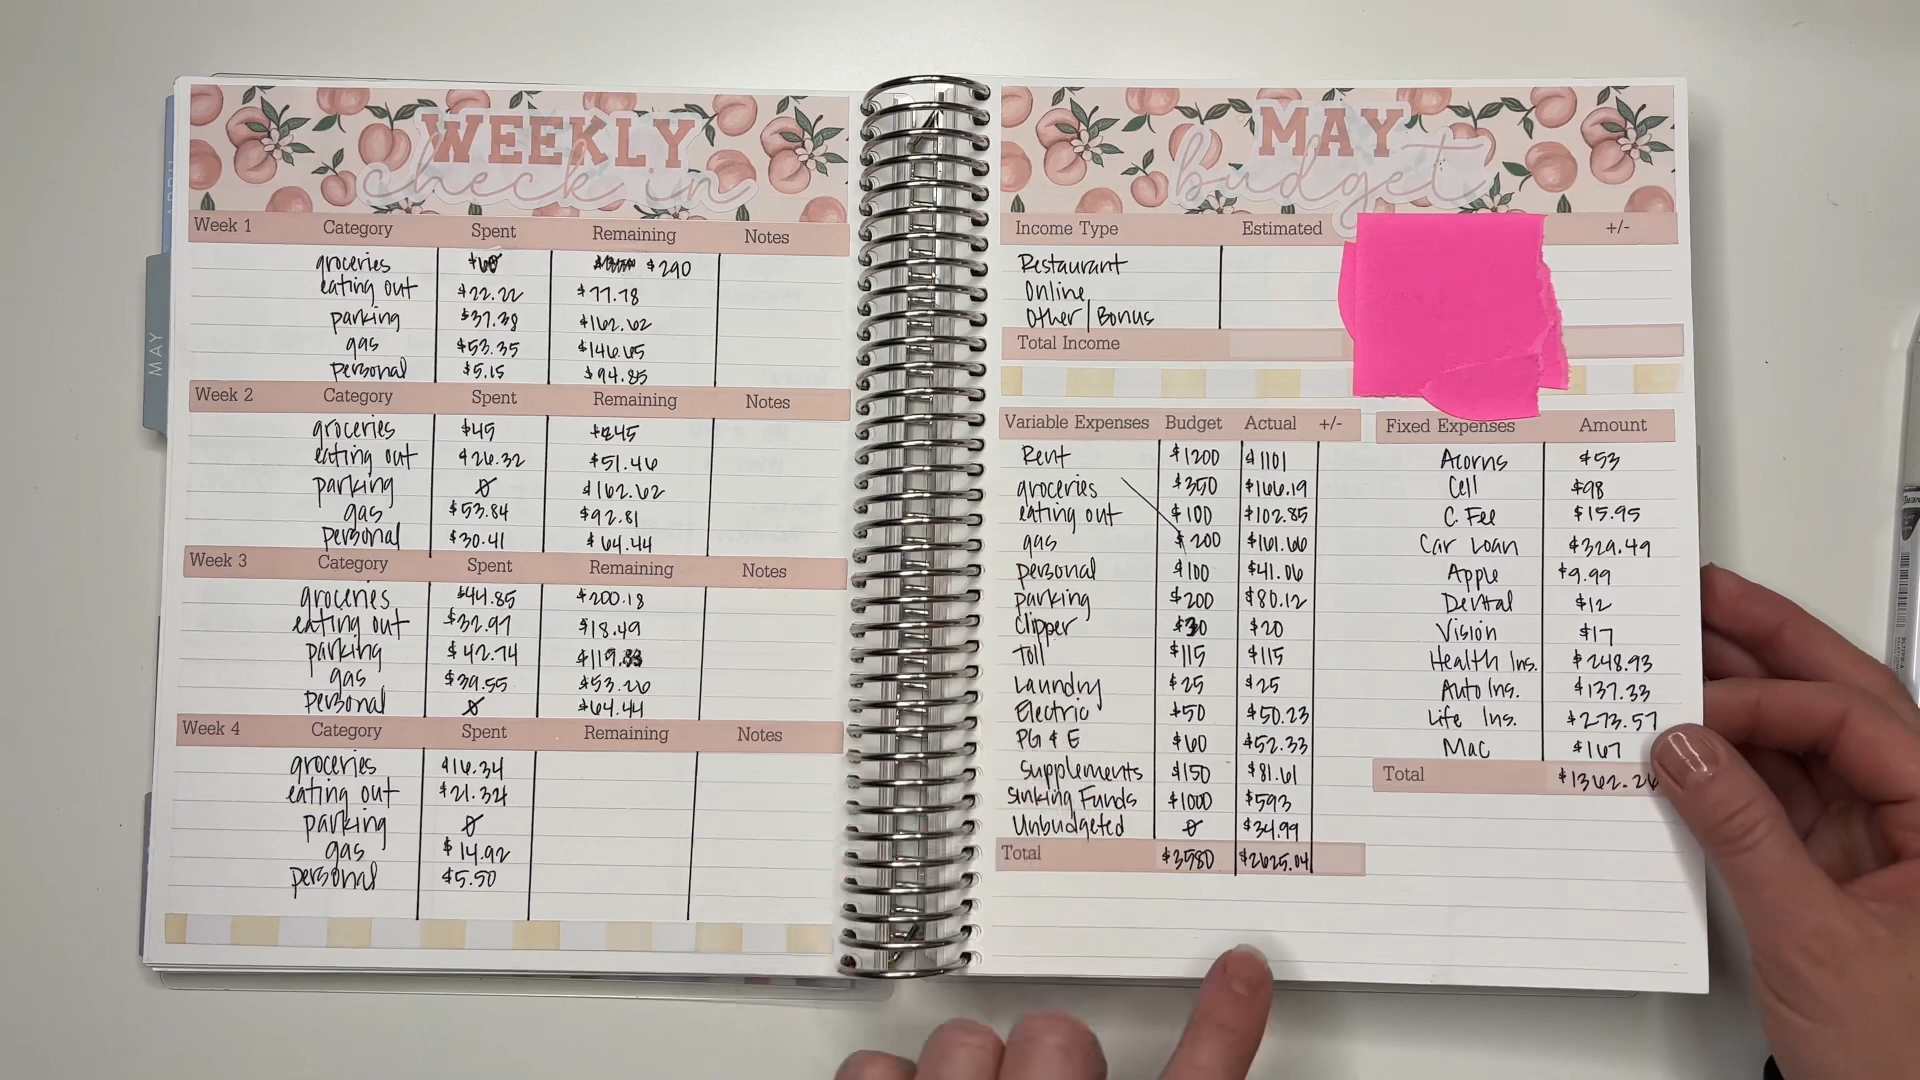 WEEKLY
check in
Week 1 Category Spent Remaining Notes
groceries $60 $290
eating out $22.22 $77.78
parking $37.38 $162.62
gas $53.35 $146.65
personal $5.15 $94.85
Week 2 Category Spent Remaining Notes
groceries $45 $245
eating out $26.32 $51.46
parking 0 $162.62
gas $53.84 $92.81
personal $30.41 $64.44
Week 3 Category Spent Remaining Notes
groceries $44.85 $200.18
eating out $32.97 $18.49
parking $42.74 $119.88
gas $39.55 $53.26
personal 0 $64.44
Week 4 Category Spent Remaining Notes
groceries $16.34
eating out $21.34
parking 0
gas $14.92
personal $5.50
MAY
MAY
budget
Income Type Estimated +/-
Restaurant
Online
Other/Bonus
Total Income
Variable Expenses Budget Actual +/-
Rent $1200 $1101
groceries $350 $166.19
eating out $100 $102.85
gas $200 $161.66
personal $100 $41.06
parking $200 $80.12
Clipper $30 $20
toll $115 $115
Laundry $25 $25
Electric $50 $50.23
PG & E $60 $52.33
Supplements $150 $81.61
Sinking Funds $1000 $593
Unbudgeted 0 $34.99
Total $3580 $2625.04
Fixed Expenses Amount
Acorns $53
Cell $98
C. Fee $15.95
Car Loan $329.49
Apple $9.99
Dental $12
Vision $17
Health Ins. $248.93
Auto Ins. $137.33
Life Ins. $273.57
Mac $167
Total $1362.26